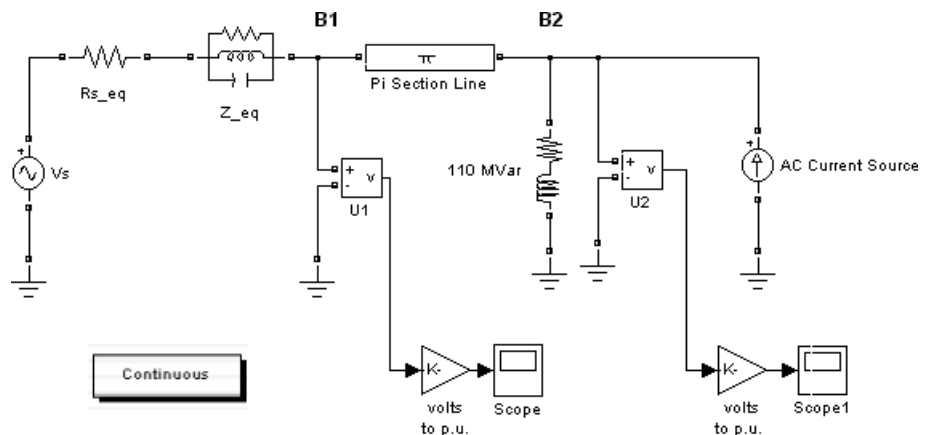 B1
B2
π
Pi Section Line
Rs_eq
Z_eq
+
Vs
+
-
v
U1
110 MVar
+
-
v
U2
+
AC Current Source
Continuous
K-
volts
to p.u.
Scope
K-
volts
to p.u.
Scope1